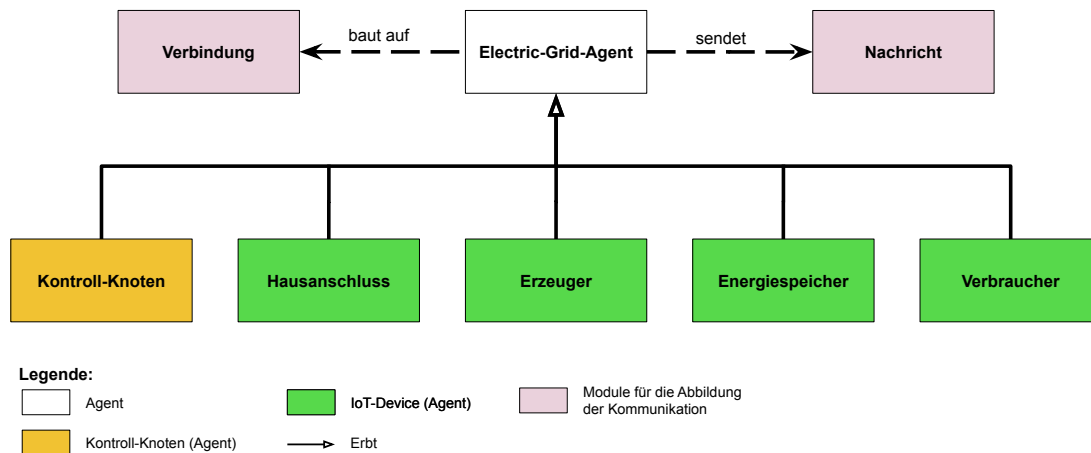 Verbindung
baut auf
Electric-Grid-Agent
sendet
Nachricht
Kontroll-Knoten
Hausanschluss
Erzeuger
Energiespeicher
Verbraucher
Legende:
Agent
IoT-Device (Agent)
Module für die Abbildung
der Kommunikation
Kontroll-Knoten (Agent)
Erbt